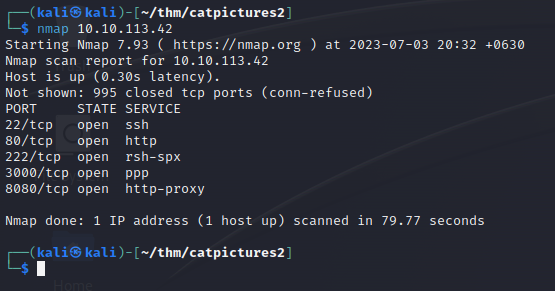 ┌──(kali㉿kali)-[~/thm/catpictures2]
└─$ nmap 10.10.113.42
Starting Nmap 7.93 ( https://nmap.org ) at 2023-07-03 20:32 +0630
Nmap scan report for 10.10.113.42
Host is up (0.30s latency).
Not shown: 995 closed tcp ports (conn-refused)
PORT     STATE SERVICE
22/tcp   open  ssh
80/tcp   open  http
222/tcp  open  rsh-spx
3000/tcp open  ppp
8080/tcp open  http-proxy
Nmap done: 1 IP address (1 host up) scanned in 79.77 seconds
┌──(kali㉿kali)-[~/thm/catpictures2]
└─$
Home